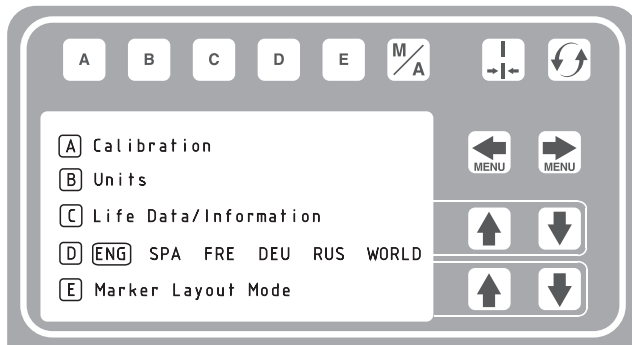 A B C D E M/A
MENU MENU
A Calibration
B Units
C Life Data/Information
D ENG SPA FRE DEU RUS WORLD
E Marker Layout Mode